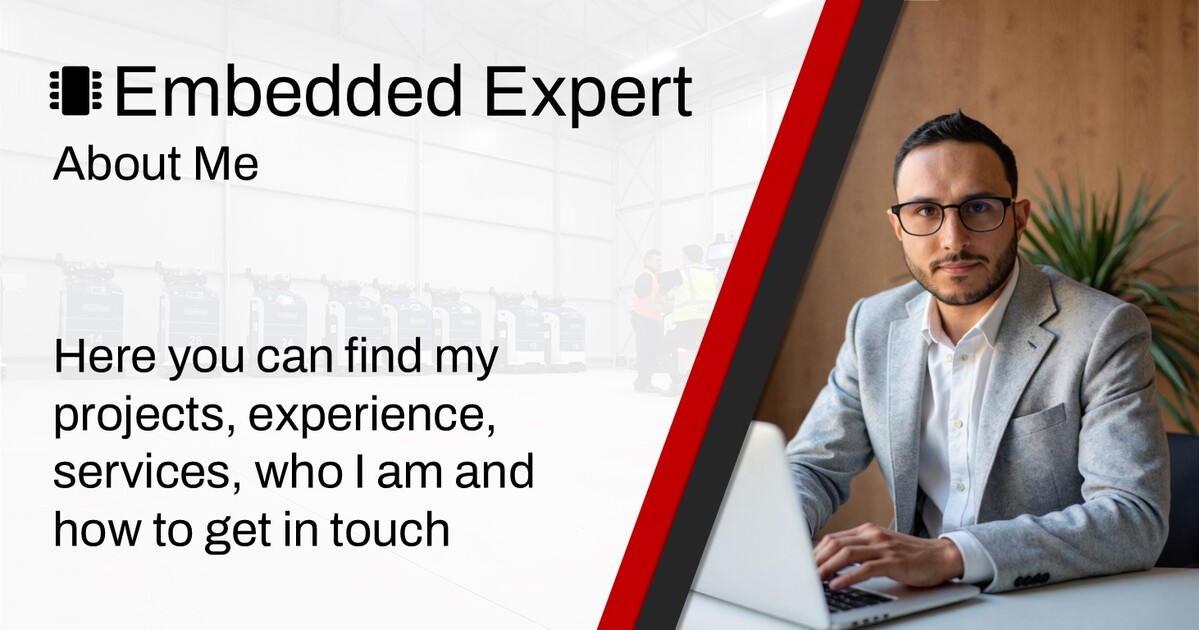 Embedded Expert
About Me
Here you can find my
projects, experience,
services, who I am and
how to get in touch